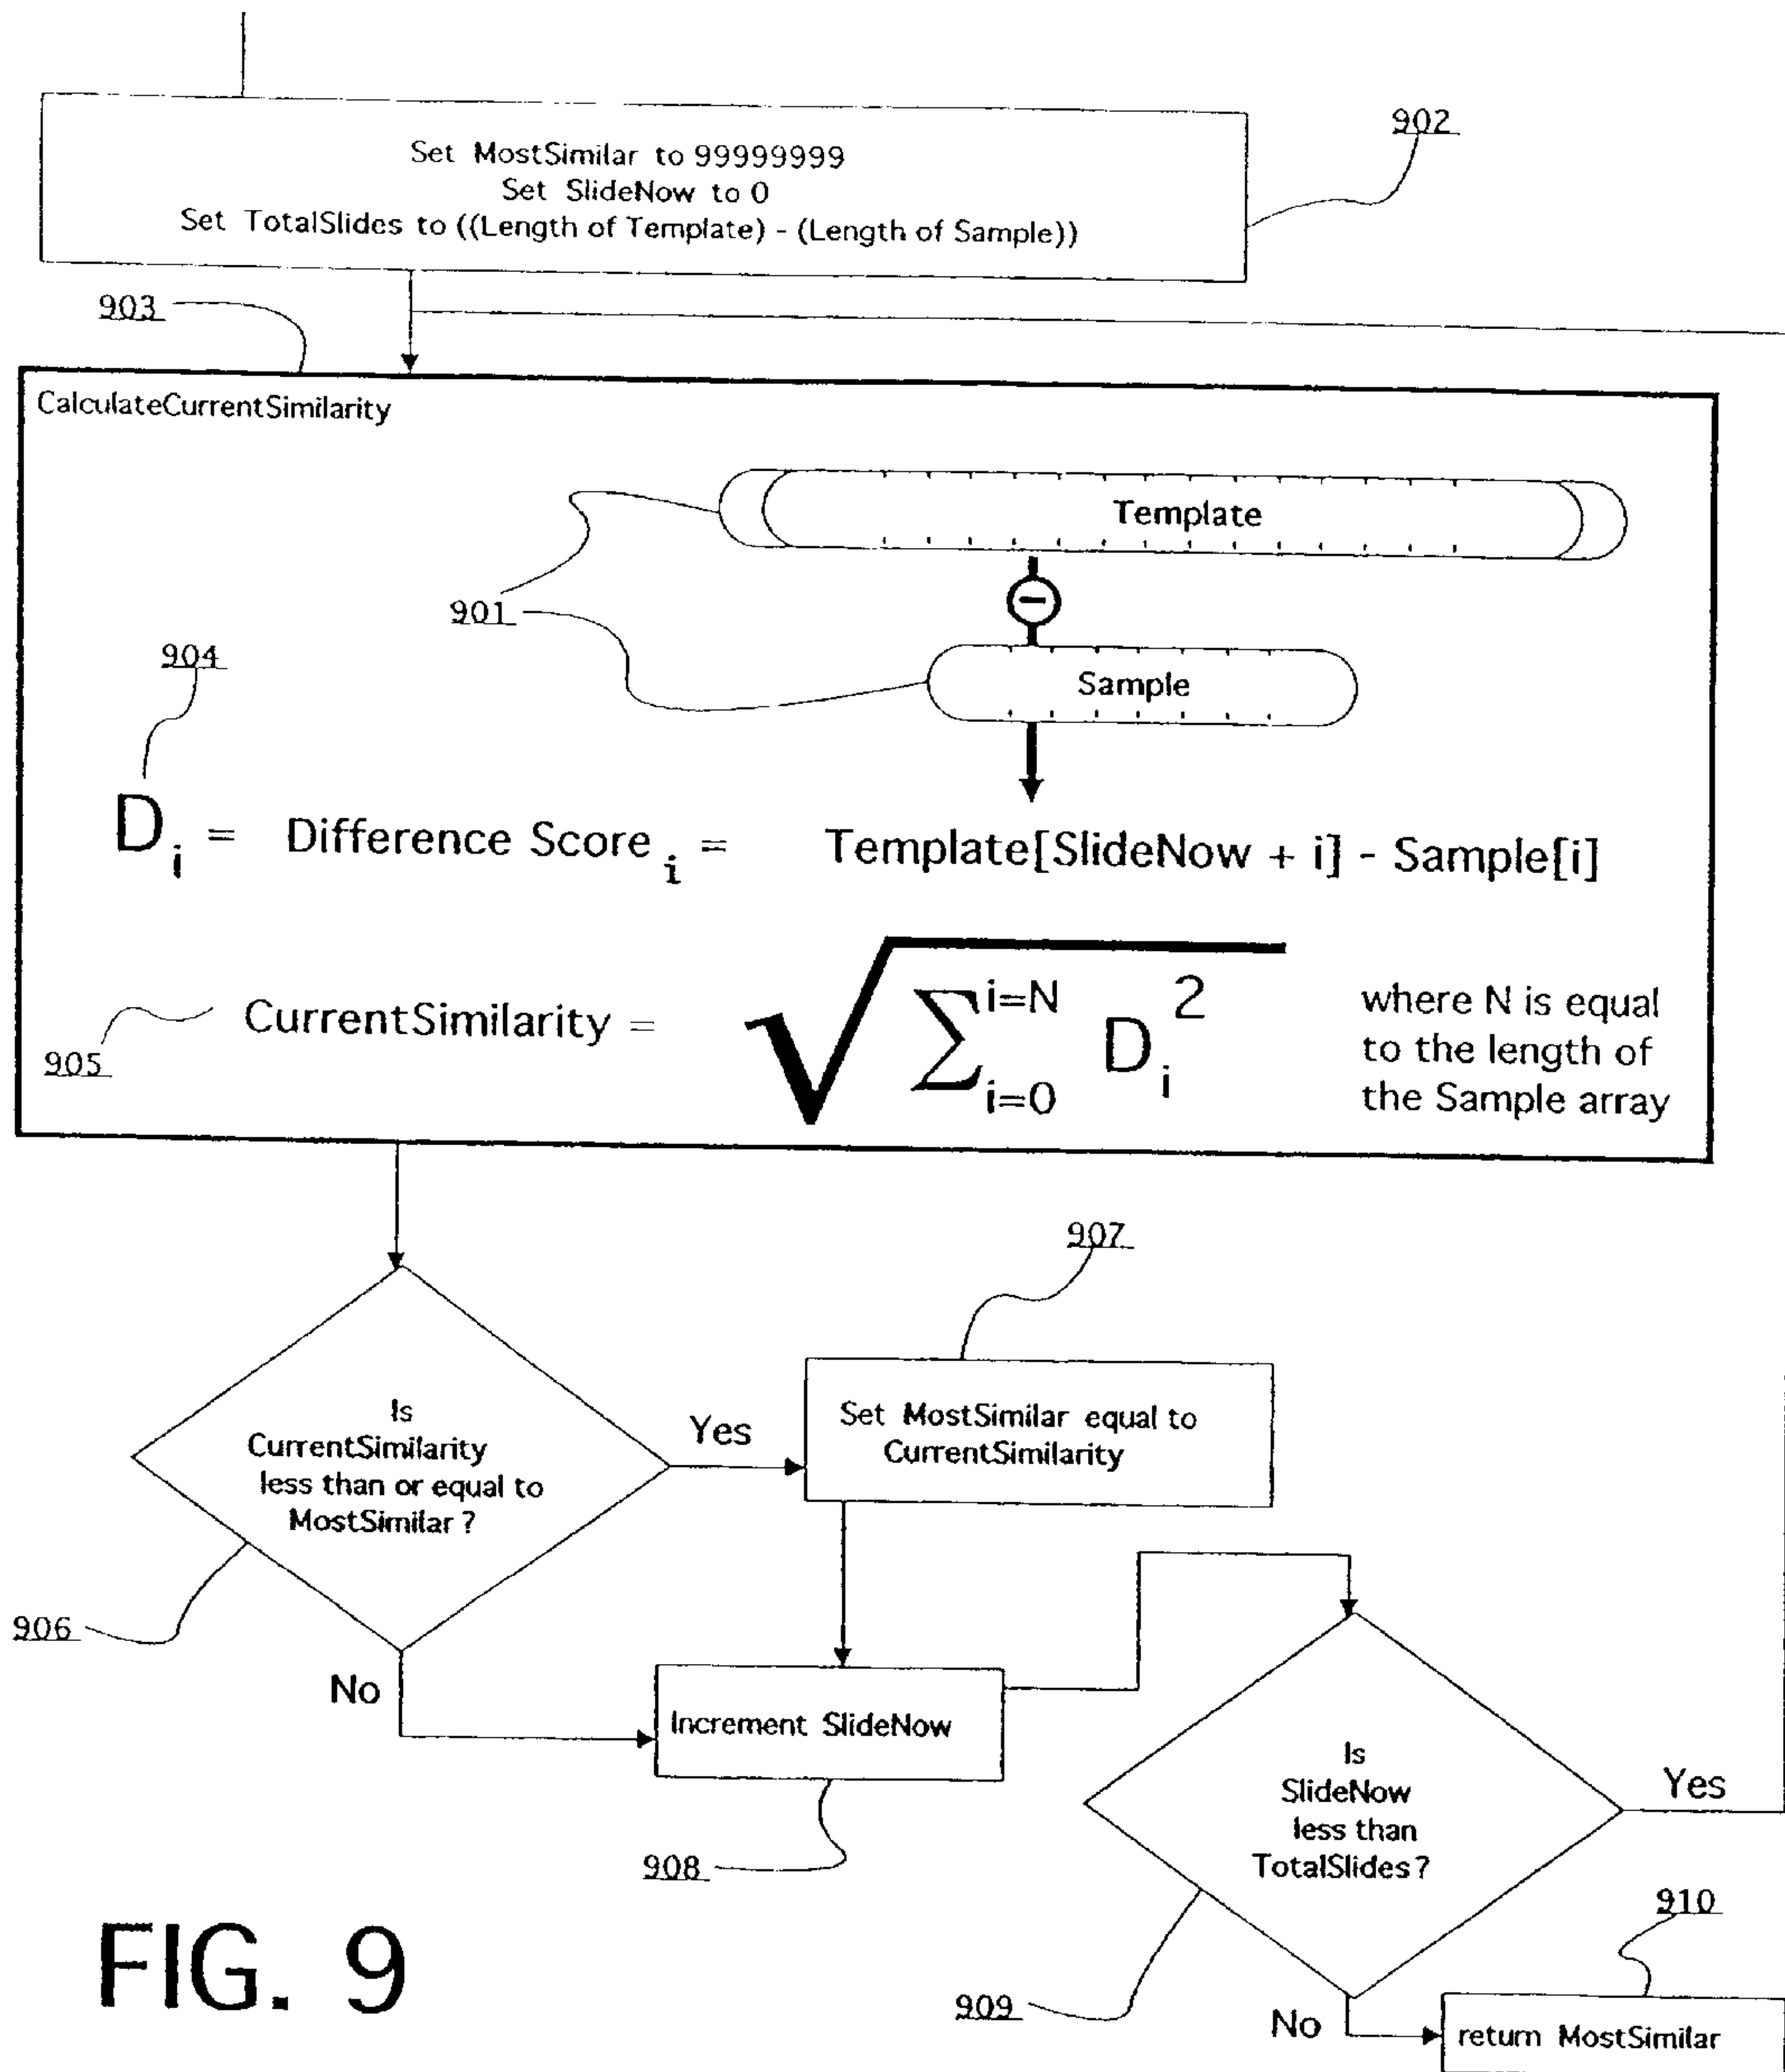 902
Set MostSimilar to 99999999
Set SlideNow to 0
Set TotalSlides to ((Length of Template) - (Length of Sample))
903
CalculateCurrentSimilarity
Template
901
904
Sample
D i = Difference Score i = Template[SlideNow + i] - Sample[i]
905
CurrentSimilarity = √ ∑ i=N i=0 D i 2
where N is equal
to the length of
the Sample array
907
Is
CurrentSimilarity
less than or equal to
MostSimilar?
Yes
Set MostSimilar equal to
CurrentSimilarity
906
No
Increment SlideNow
908
Is
SlideNow
less than
TotalSlides?
Yes
910
909
No
return MostSimilar
FIG. 9